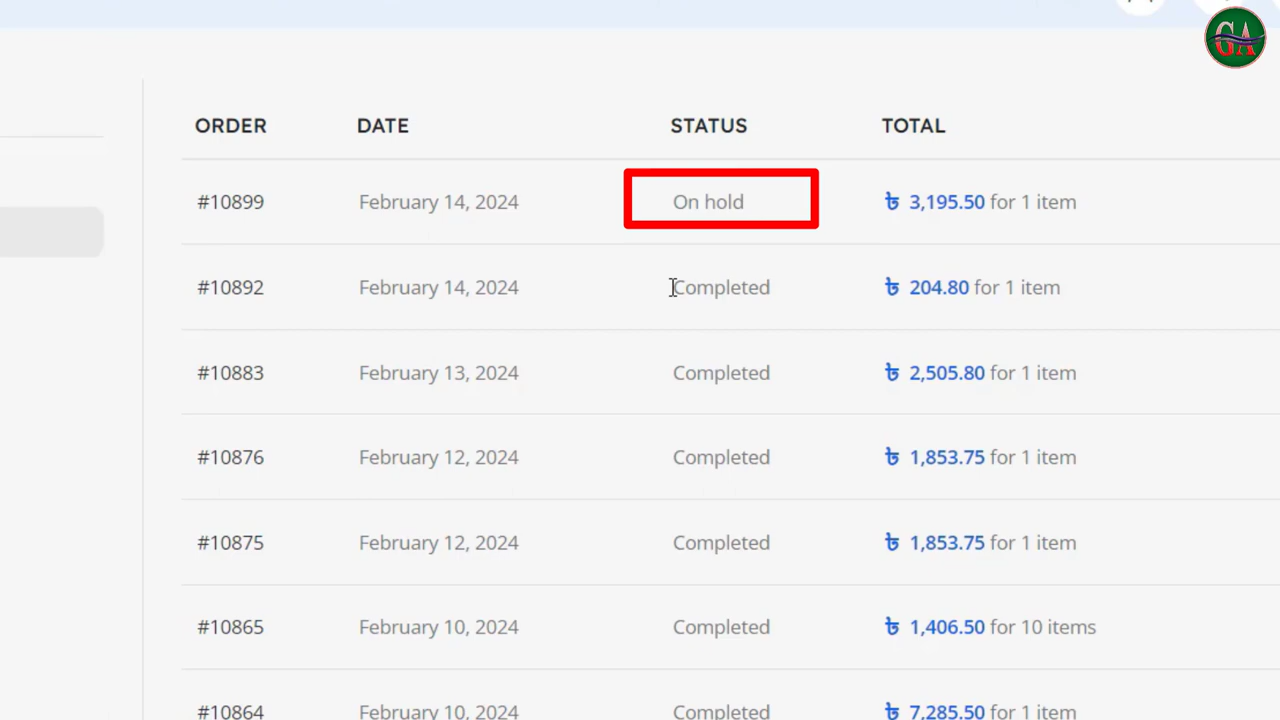 GA
ORDER DATE STATUS TOTAL
#10899 February 14, 2024 On hold ৳ 3,195.50 for 1 item
#10892 February 14, 2024 Completed ৳ 204.80 for 1 item
#10883 February 13, 2024 Completed ৳ 2,505.80 for 1 item
#10876 February 12, 2024 Completed ৳ 1,853.75 for 1 item
#10875 February 12, 2024 Completed ৳ 1,853.75 for 1 item
#10865 February 10, 2024 Completed ৳ 1,406.50 for 10 items
#10864 February 10, 2024 Completed ৳ 7,285.50 for 1 item